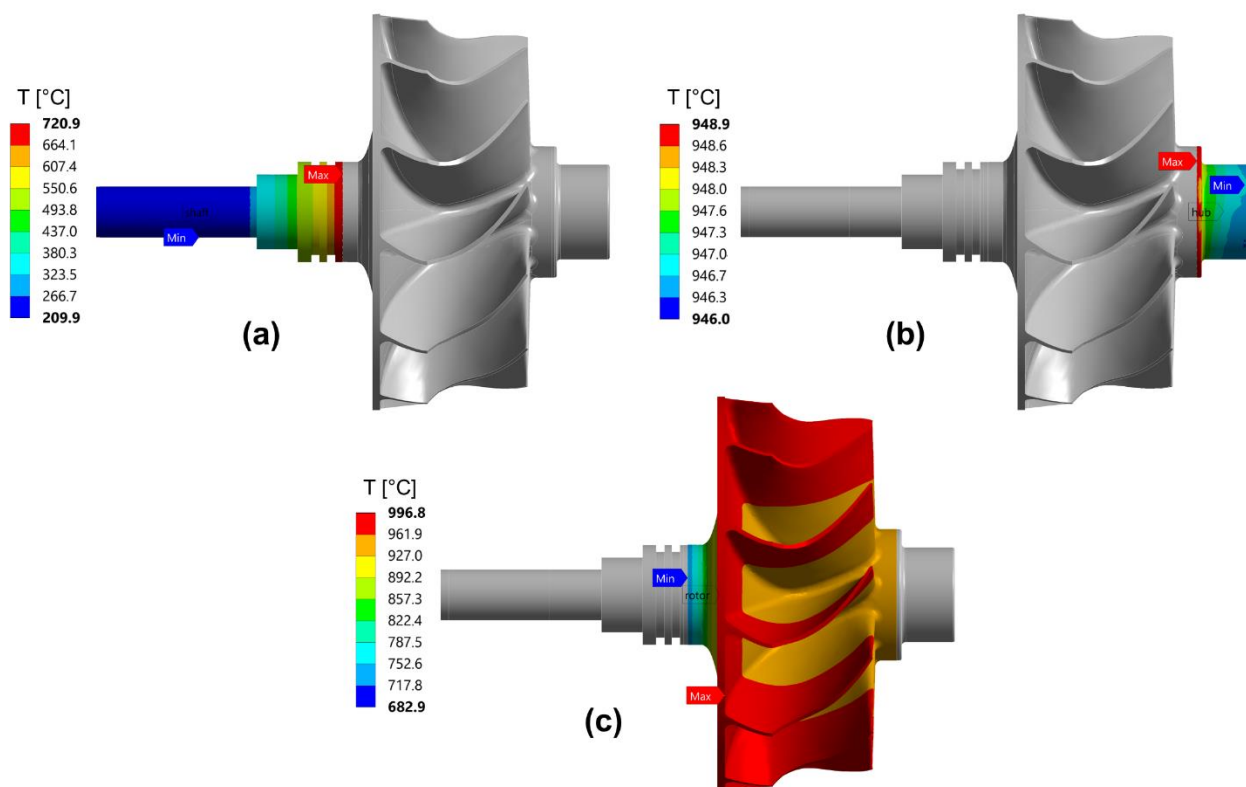 T [°C]
720.9
664.1
607.4
550.6
493.8
437.0
380.3
323.5
266.7
209.9
Max
shaft
Min
(a)
T [°C]
948.9
948.6
948.3
948.0
947.6
947.3
947.0
946.7
946.3
946.0
Max
Min
hub
(b)
T [°C]
996.8
961.9
927.0
892.2
857.3
822.4
787.5
752.6
717.8
682.9
Min
rotor
Max
(c)